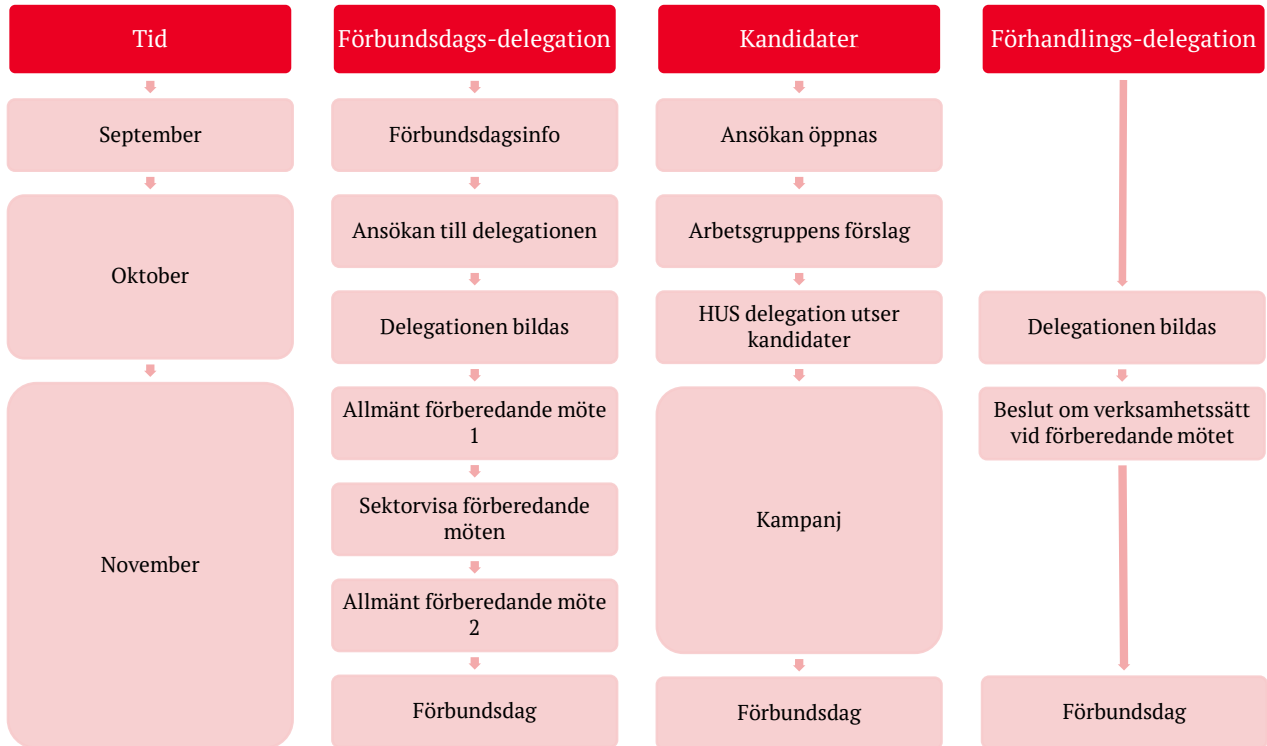 Tid
September
Oktober
November
Förbundsdags-delegation
Förbundsdagsinfo
Ansökan till delegationen
Delegationen bildas
Allmänt förberedande möte
1
Sektorvisa förberedande
möten
Allmänt förberedande möte
2
Förbundsdag
Kandidater
Ansökan öppnas
Arbetsgruppens förslag
HUS delegation utser
kandidater
Kampanj
Förbundsdag
Förhandlings-delegation
Delegationen bildas
Beslut om verksamhetssätt
vid förberedande mötet
Förbundsdag